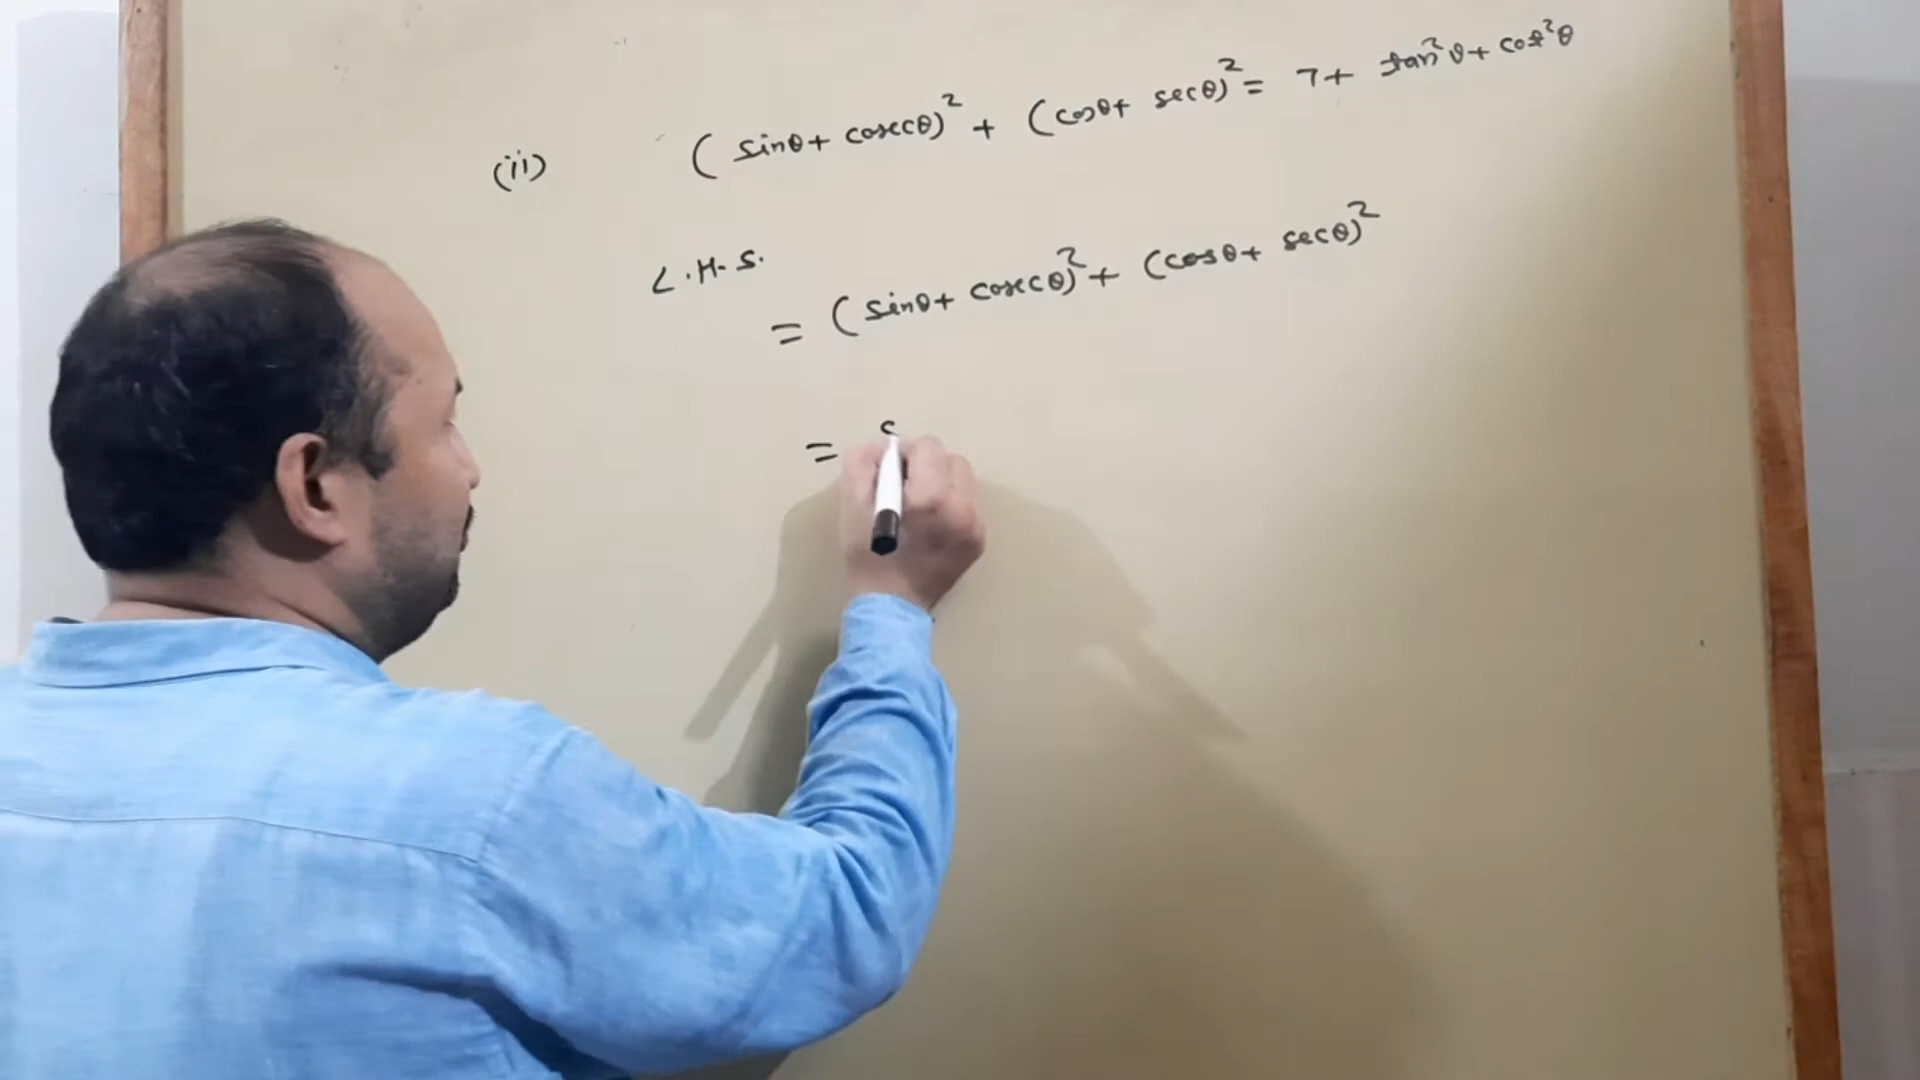 (ii) (sinθ+ cosecθ)² + (cosθ+ secθ)² = 7+ tan²θ+ cot²θ
L.H.S.
= (sinθ+ cosecθ)² + (cosθ+ secθ)²
= s